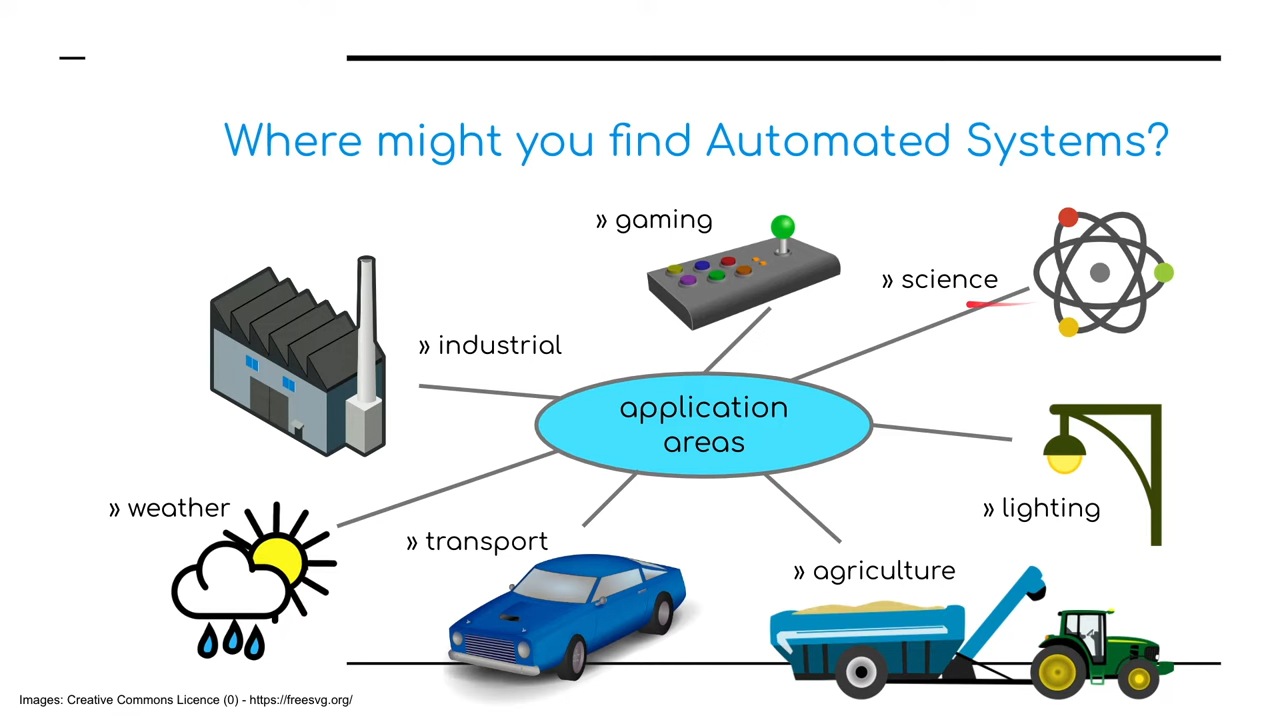 Where might you find Automated Systems?
» gaming
» science
» industrial
application
areas
» weather
» lighting
» transport
» agriculture
Images: Creative Commons Licence (0) - https://freesvg.org/